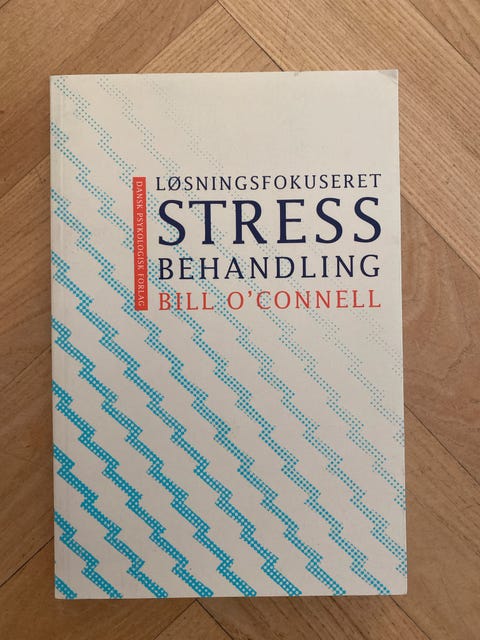 LØSNINGSFOKUSERET
STRESS
BEHANDLING
BILL O'CONNELL
DANSK PSYKOLOGISK FORLAG